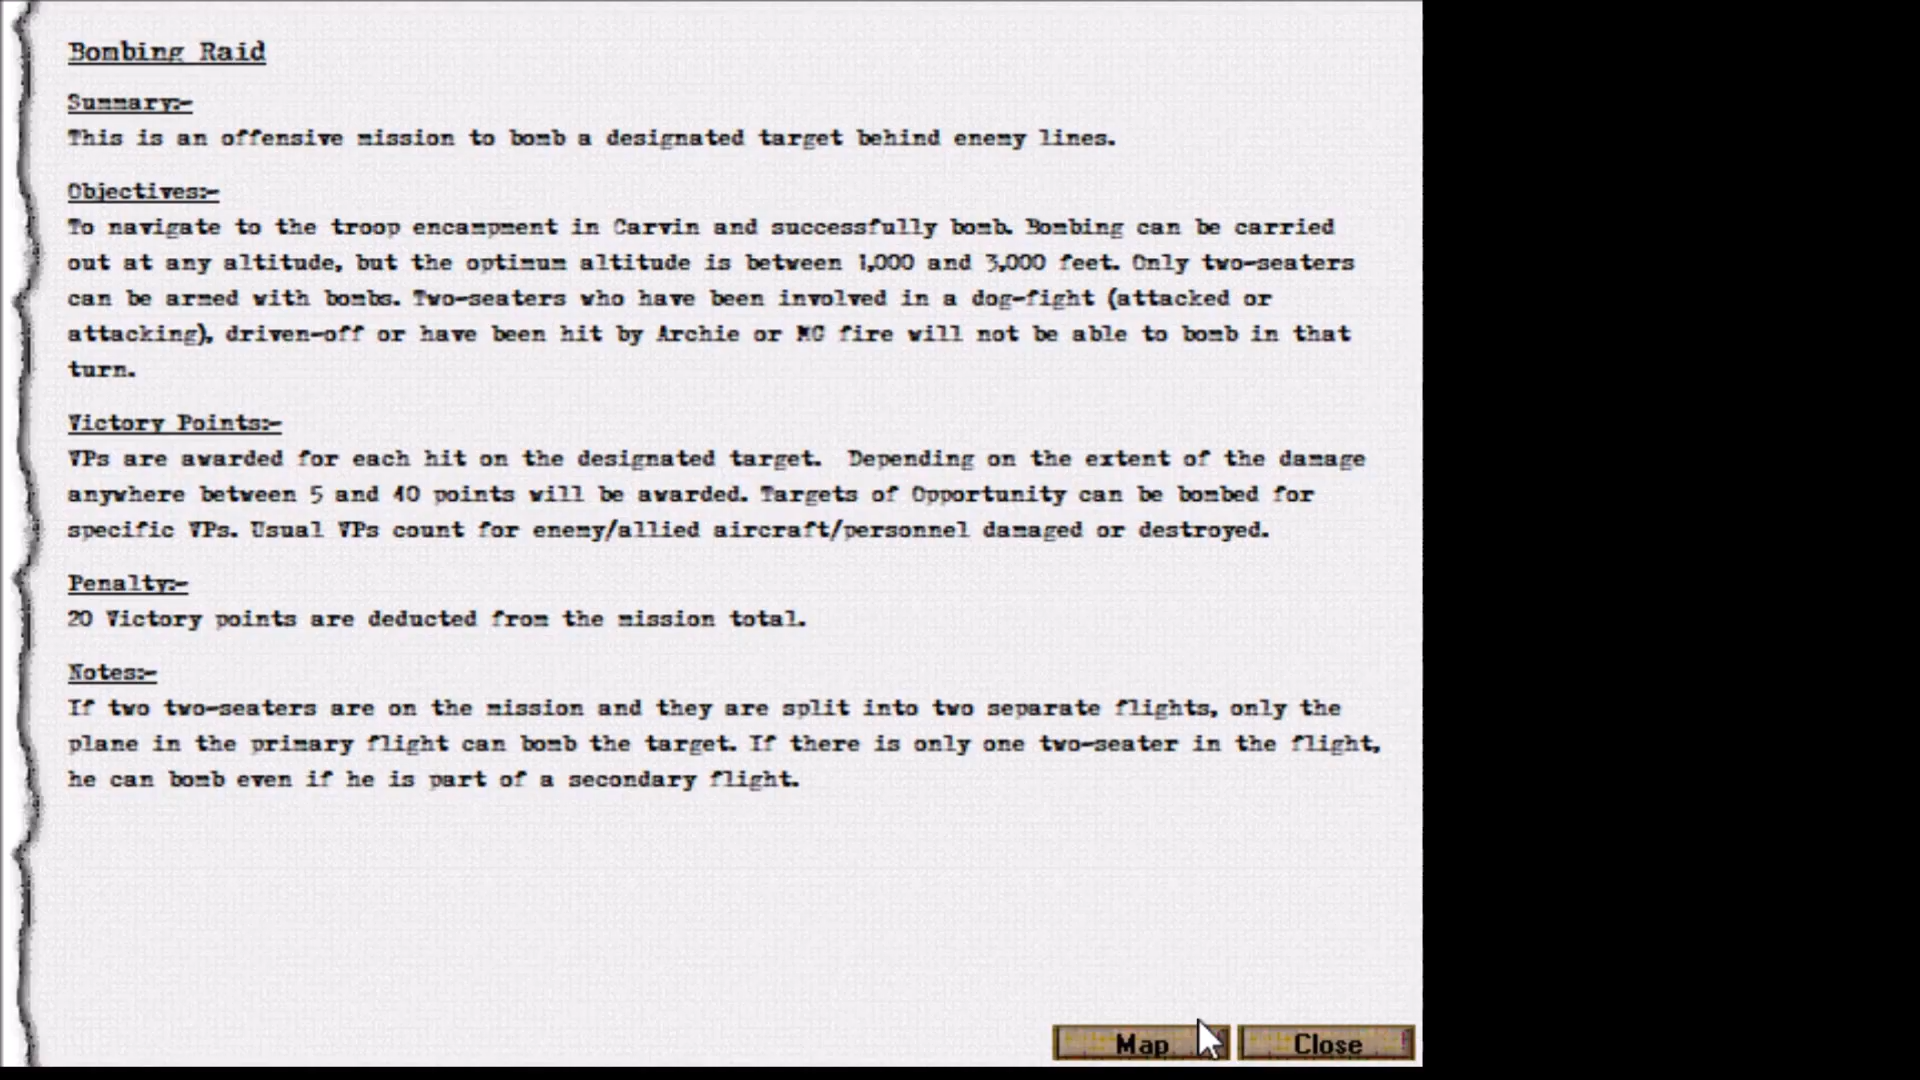 Bombing Raid
Summary:-
This is an offensive mission to bomb a designated target behind enemy lines.
Objectives:-
To navigate to the troop encampment in Carvin and successfully bomb. Bombing can be carried
out at any altitude, but the optimum altitude is between 1,000 and 3,000 feet. Only two-seaters
can be armed with bombs. Two-seaters who have been involved in a dog-fight (attacked or
attacking), driven-off or have been hit by Archie or MG fire will not be able to bomb in that
turn.
Victory Points:-
VPs are awarded for each hit on the designated target. Depending on the extent of the damage
anywhere between 5 and 40 points will be awarded. Targets of Opportunity can be bombed for
specific VPs. Usual VPs count for enemy/allied aircraft/personnel damaged or destroyed.
Penalty:-
20 Victory points are deducted from the mission total.
Notes:-
If two two-seaters are on the mission and they are split into two separate flights, only the
plane in the primary flight can bomb the target. If there is only one two-seater in the flight,
he can bomb even if he is part of a secondary flight.
Map Close